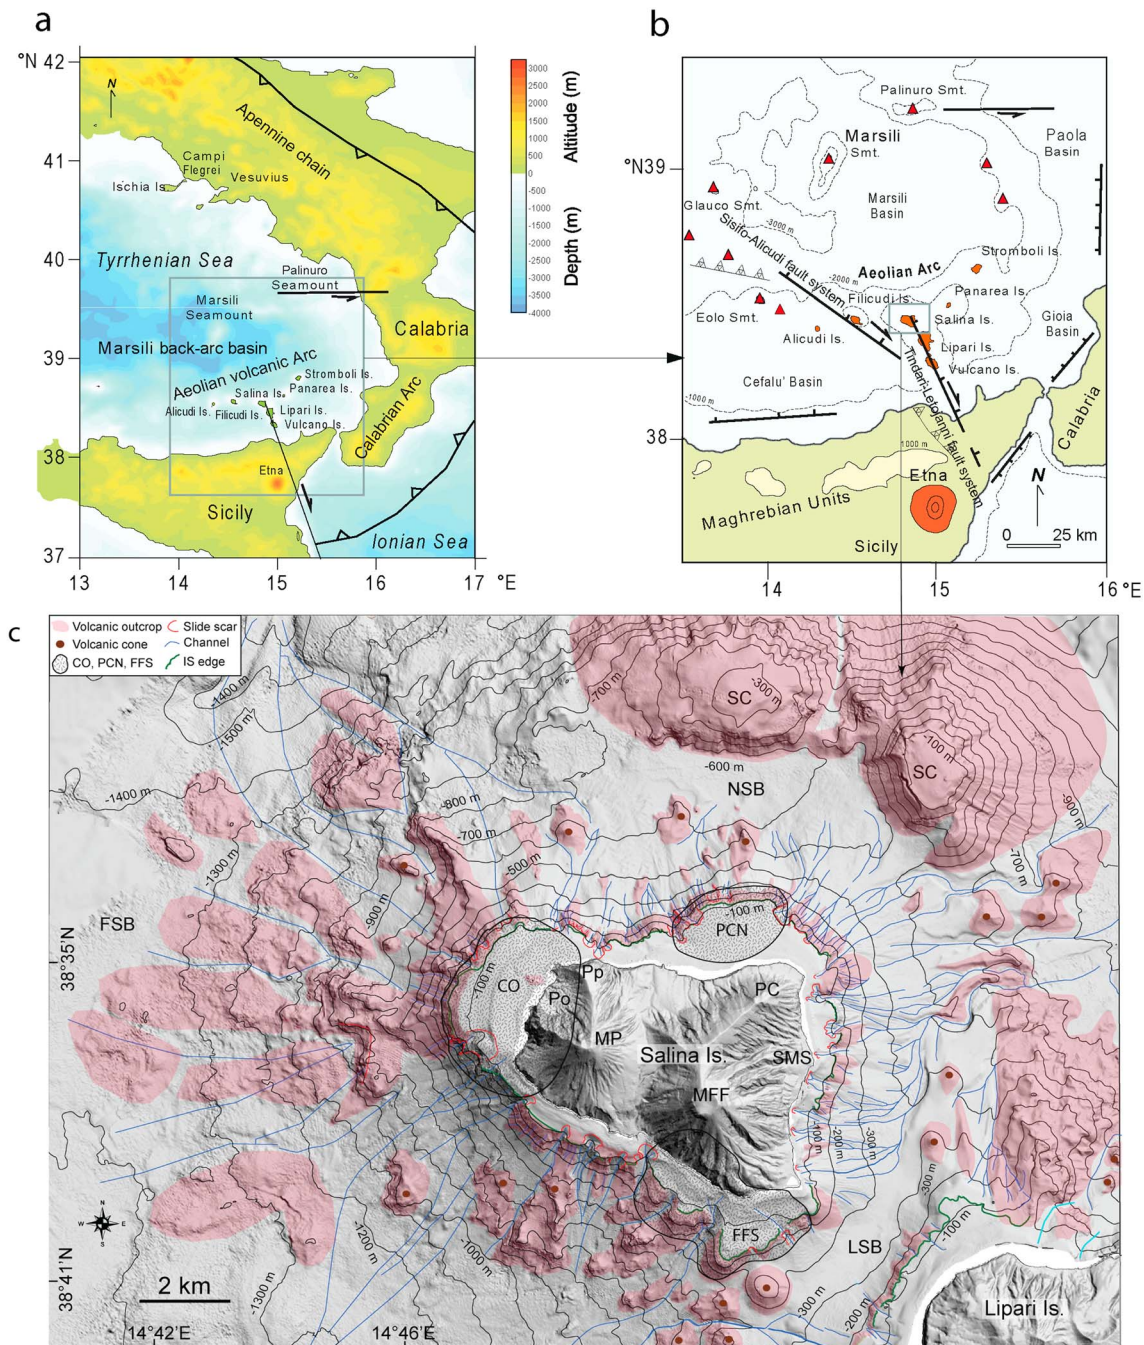 a
°N 42
41
40
39
38
37
13
14
15
16
17
°E
N
Apennine chain
Campi
Flegrei
Vesuvius
Ischia Is.
Tyrrhenian Sea
Palinuro
Seamount
Marsili
Seamount
Calabria
Marsili back-arc basin
Aeolian volcanic Arc
Stromboli Is.
Panarea Is.
Salina Is.
Alicudi Is.
Filicudi Is.
Lipari Is.
Vulcano Is.
Calabrian Arc
Etna
Sicily
Ionian Sea
3000
2500
2000
1500
1000
500
0
-500
-1000
-1500
-2000
-2500
-3000
-3500
-4000
Altitude (m)
Depth (m)
b
°N39
38
14
15
16
°E
Palinuro Smt.
Marsili
Smt.
Paola
Basin
Glauco Smt.
Marsili
Basin
-3000 m
Sisifo-Alicudi fault system
Stromboli Is.
Aeolian Arc
-2000 m
Filicudi Is.
Panarea Is.
Eolo Smt.
Salina Is.
Gioia
Basin
Alicudi Is.
Lipari Is.
Vulcano Is.
Cefalu' Basin
Tindari-Letojanni fault system
-1000 m
Calabria
1000 m
Etna
Maghrebian Units
Sicily
N
0 25 km
c
Volcanic outcrop
Slide scar
Volcanic cone
Channel
CO, PCN, FFS
IS edge
-1400 m
-1500 m
-700 m
SC
-300 m
-100 m
SC
-600 m
NSB
-1400 m
-800 m
-700 m
-900 m
-500 m
-700 m
-1300 m
-900 m
FSB
-100 m
PCN
-100 m
CO
Pp
Po
PC
MP
Salina Is.
SMS
MFF
-100 m
-200 m
-300 m
-300 m
-100 m
FFS
LSB
-1200 m
-1000 m
-1300 m
-300 m
-200 m
Lipari Is.
N
W
E
S
2 km
38°35'N
38°41'N
14°42'E
14°46'E